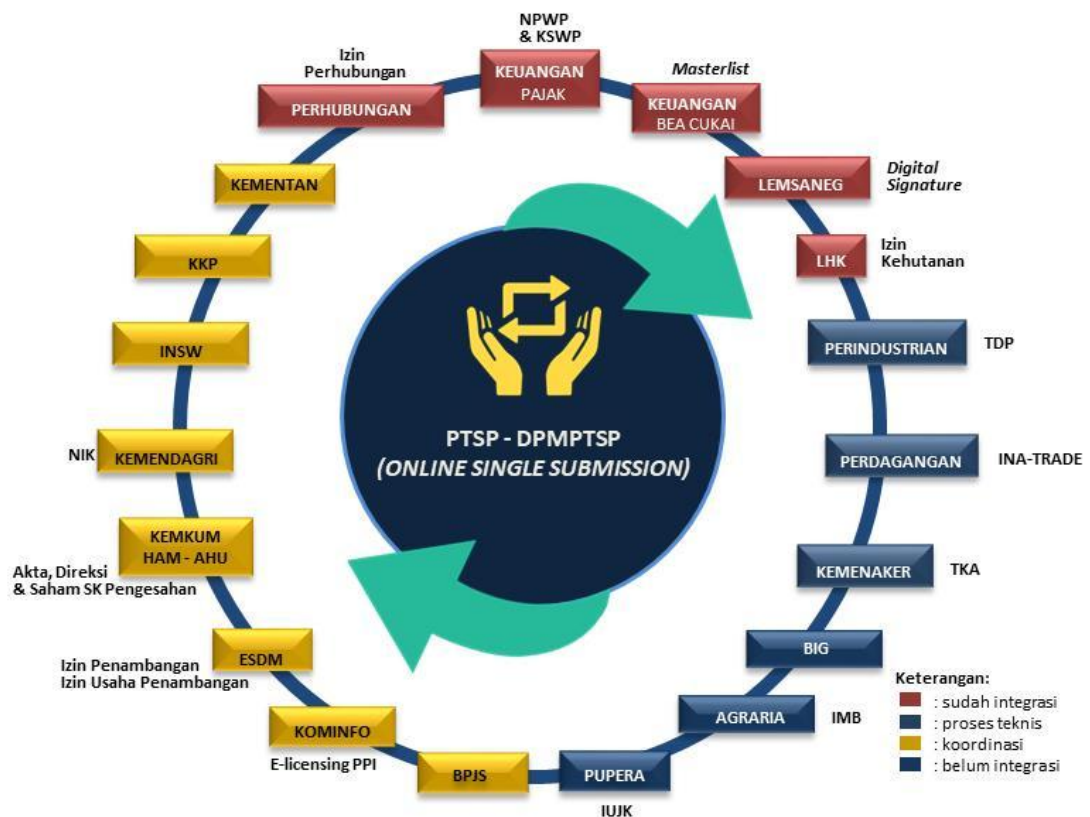 NPWP
& KSWP
KEUANGAN
PAJAK
Masterlist
KEUANGAN
BEA CUKAI
LEMSANEG
Digital
Signature
LHK
Izin
Kehutanan
PERINDUSTRIAN
TDP
PERDAGANGAN
INA-TRADE
KEMENAKER
TKA
BIG
AGRARIA
IMB
PUPERA
IUJK
BPJS
KOMINFO
E-licensing PPI
ESDM
Izin Penambangan
Izin Usaha Penambangan
KEMKUM
HAM - AHU
Akta, Direksi
& Saham SK Pengesahan
KEMENDAGRI
NIK
INSW
KKP
KEMENTAN
Izin
Perhubungan
PERHUBUNGAN
PTSP - DPMPTSP
(ONLINE SINGLE SUBMISSION)
Keterangan:
: sudah integrasi
: proses teknis
: koordinasi
: belum integrasi